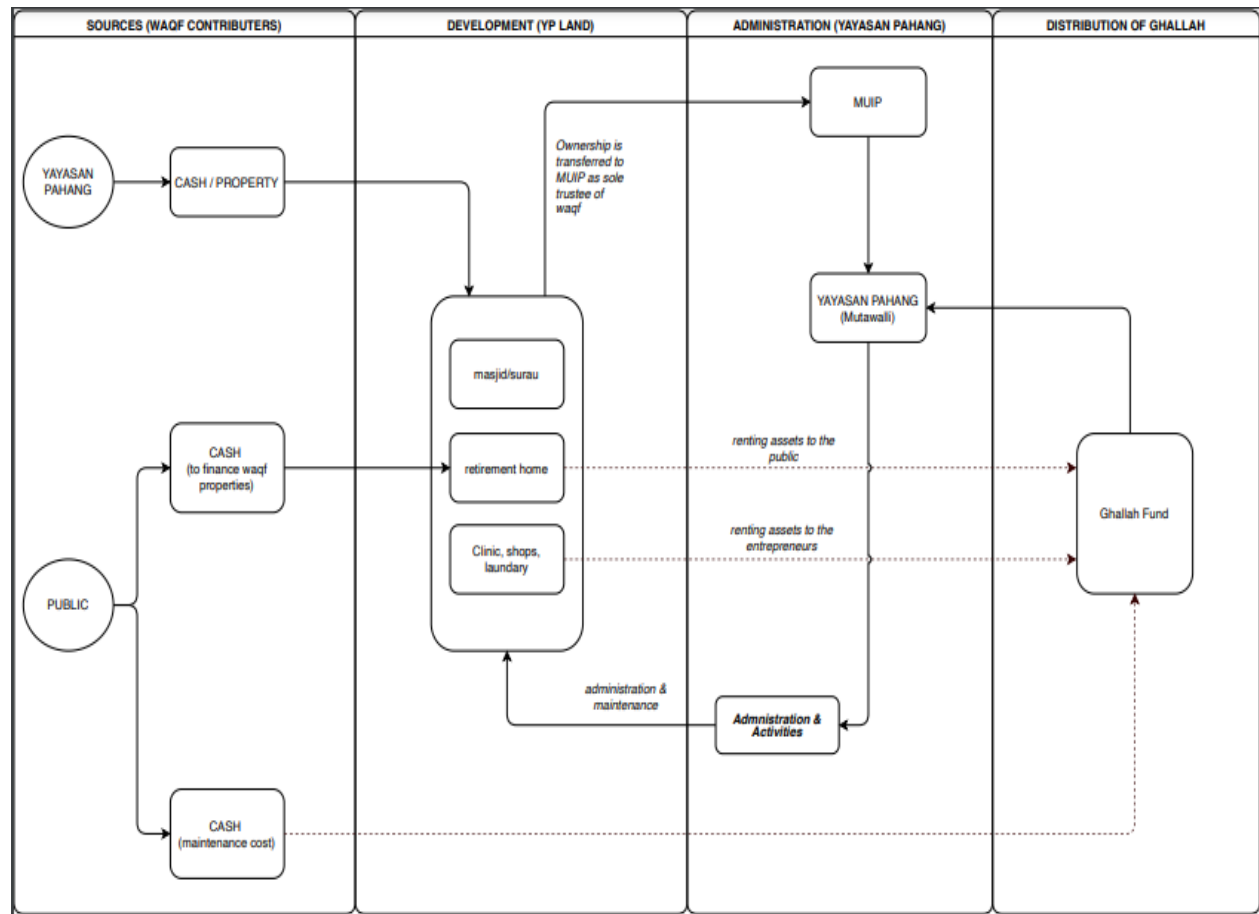 SOURCES (WAQF CONTRIBUTERS)
DEVELOPMENT (YP LAND)
ADMINISTRATION (YAYASAN PAHANG)
DISTRIBUTION OF GHALLAH
MUIP
YAYASAN
PAHANG
CASH / PROPERTY
Ownership is
transferred to
MUIP as sole
trustee of
waqf
YAYASAN PAHANG
(Mutawalli)
masjid/surau
CASH
(to finance waqf
properties)
retirement home
renting assets to the
public
Ghallah Fund
Clinic, shops,
laundary
renting assets to the
entrepreneurs
PUBLIC
administration &
maintenance
Admnistration &
Activities
CASH
(maintenance cost)